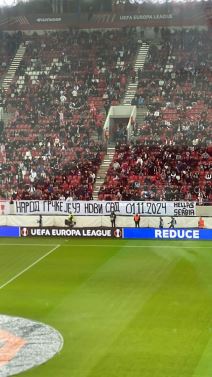 UEFA EUROPA LEAGUE
НАРОД ГРЧКЕ ЈЕ УЗ НОВИ САД 01.11.2024 HELLAS
SERBIA
UEFA EUROPA LEAGUE REDUCE